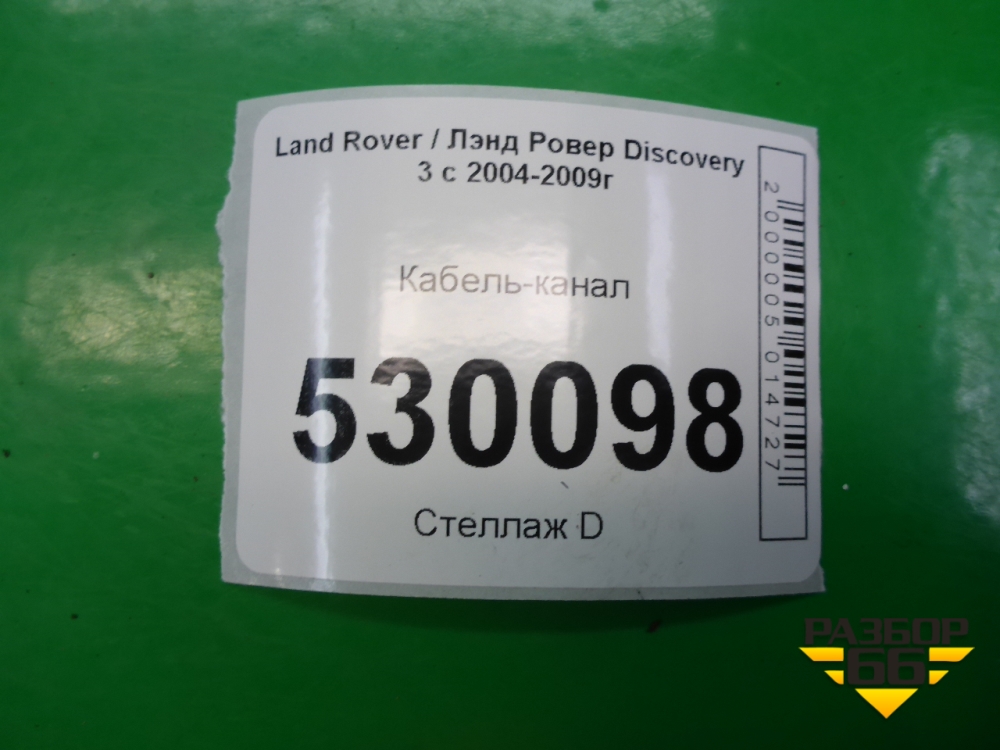 Land Rover / Лэнд Ровер Discovery
3 с 2004-2009г
Кабель-канал
530098
Стеллаж D
2000005014727
РАЗБОР
66